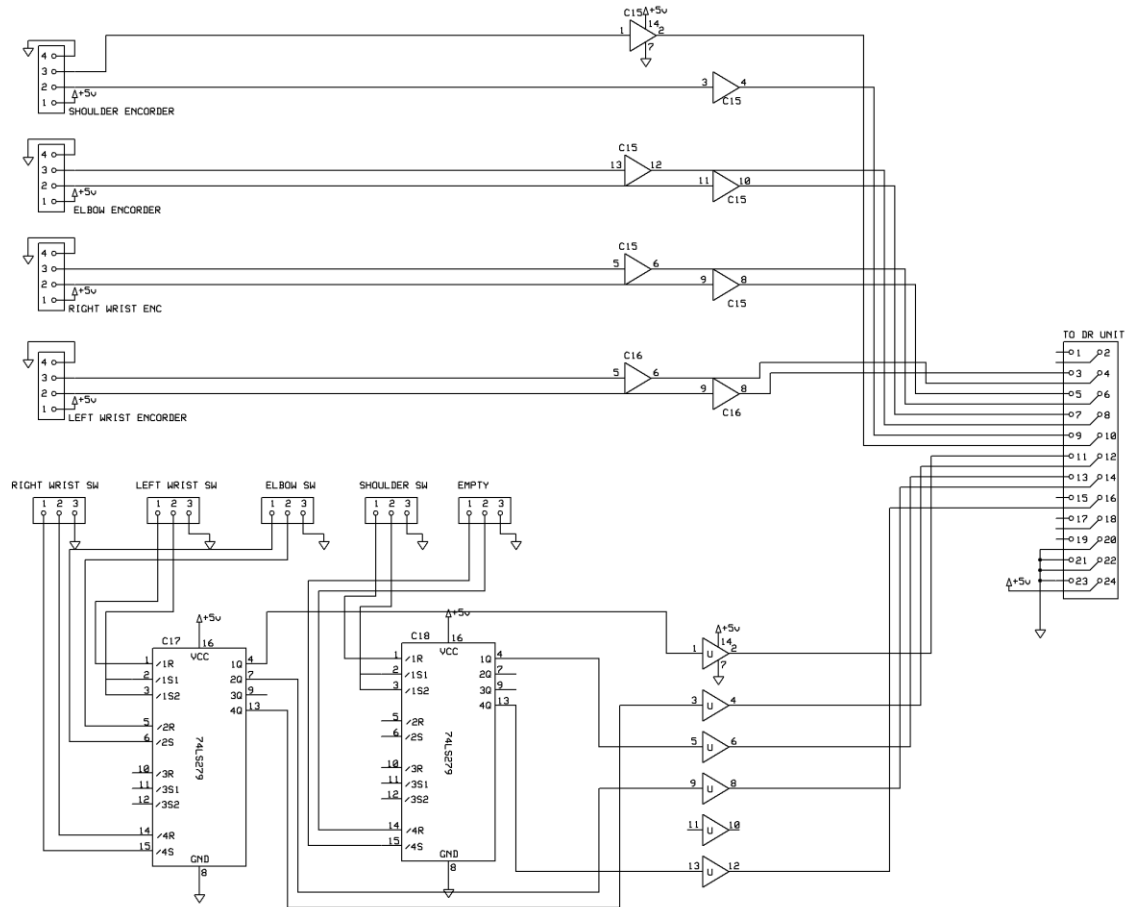 C15
+5v
14
1
2
7
4
3
2
1
+5v
SHOULDER ENCORDER
3
4
C15
4
3
2
1
+5v
ELBOW ENCORDER
C15
13
12
11
10
C15
4
3
2
1
+5v
RIGHT WRIST ENC
C15
5
6
9
8
C15
4
3
2
1
+5v
LEFT WRIST ENCORDER
C16
5
6
9
8
C16
TO DR UNIT
1 2
3 4
5 6
7 8
9 10
11 12
13 14
15 16
17 18
19 20
21 22
23 24
+5v
RIGHT WRIST SW
1 2 3
LEFT WRIST SW
1 2 3
ELBOW SW
1 2 3
SHOULDER SW
1 2 3
EMPTY
1 2 3
+5v
C17
16
VCC
1 /1R
2 /1S1
3 /1S2
5 /2R
6 /2S
10 /3R
11 /3S1
12 /3S2
14 /4R
15 /4S
1Q 4
2Q 7
3Q 9
4Q 13
74LS279
GND
8
+5v
C18
16
VCC
1 /1R
2 /1S1
3 /1S2
5 /2R
6 /2S
10 /3R
11 /3S1
12 /3S2
14 /4R
15 /4S
1Q 4
2Q 7
3Q 9
4Q 13
74LS279
GND
8
+5v
14
1 U 2
7
3 U 4
5 U 6
9 U 8
11 U 10
13 U 12